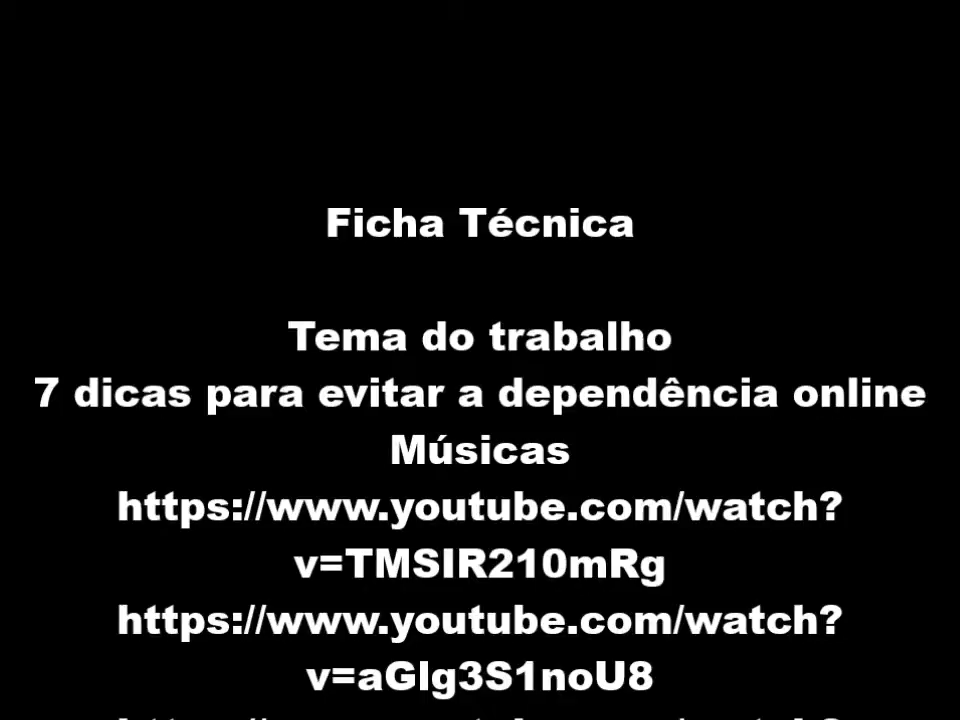 Ficha Técnica
Tema do trabalho
7 dicas para evitar a dependência online
Músicas
https://www.youtube.com/watch?
v=TMSIR210mRg
https://www.youtube.com/watch?
v=aGlg3S1noU8